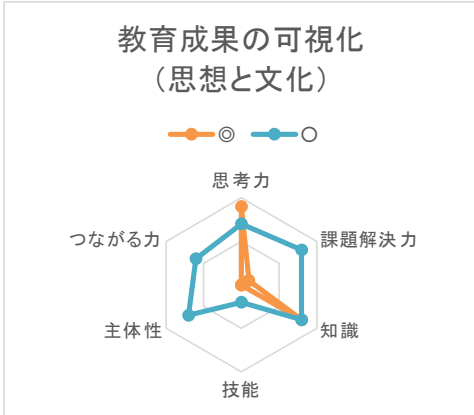 教育成果の可視化
（思想と文化）
◎ ○
思考力
つながる力
課題解決力
主体性
知識
技能